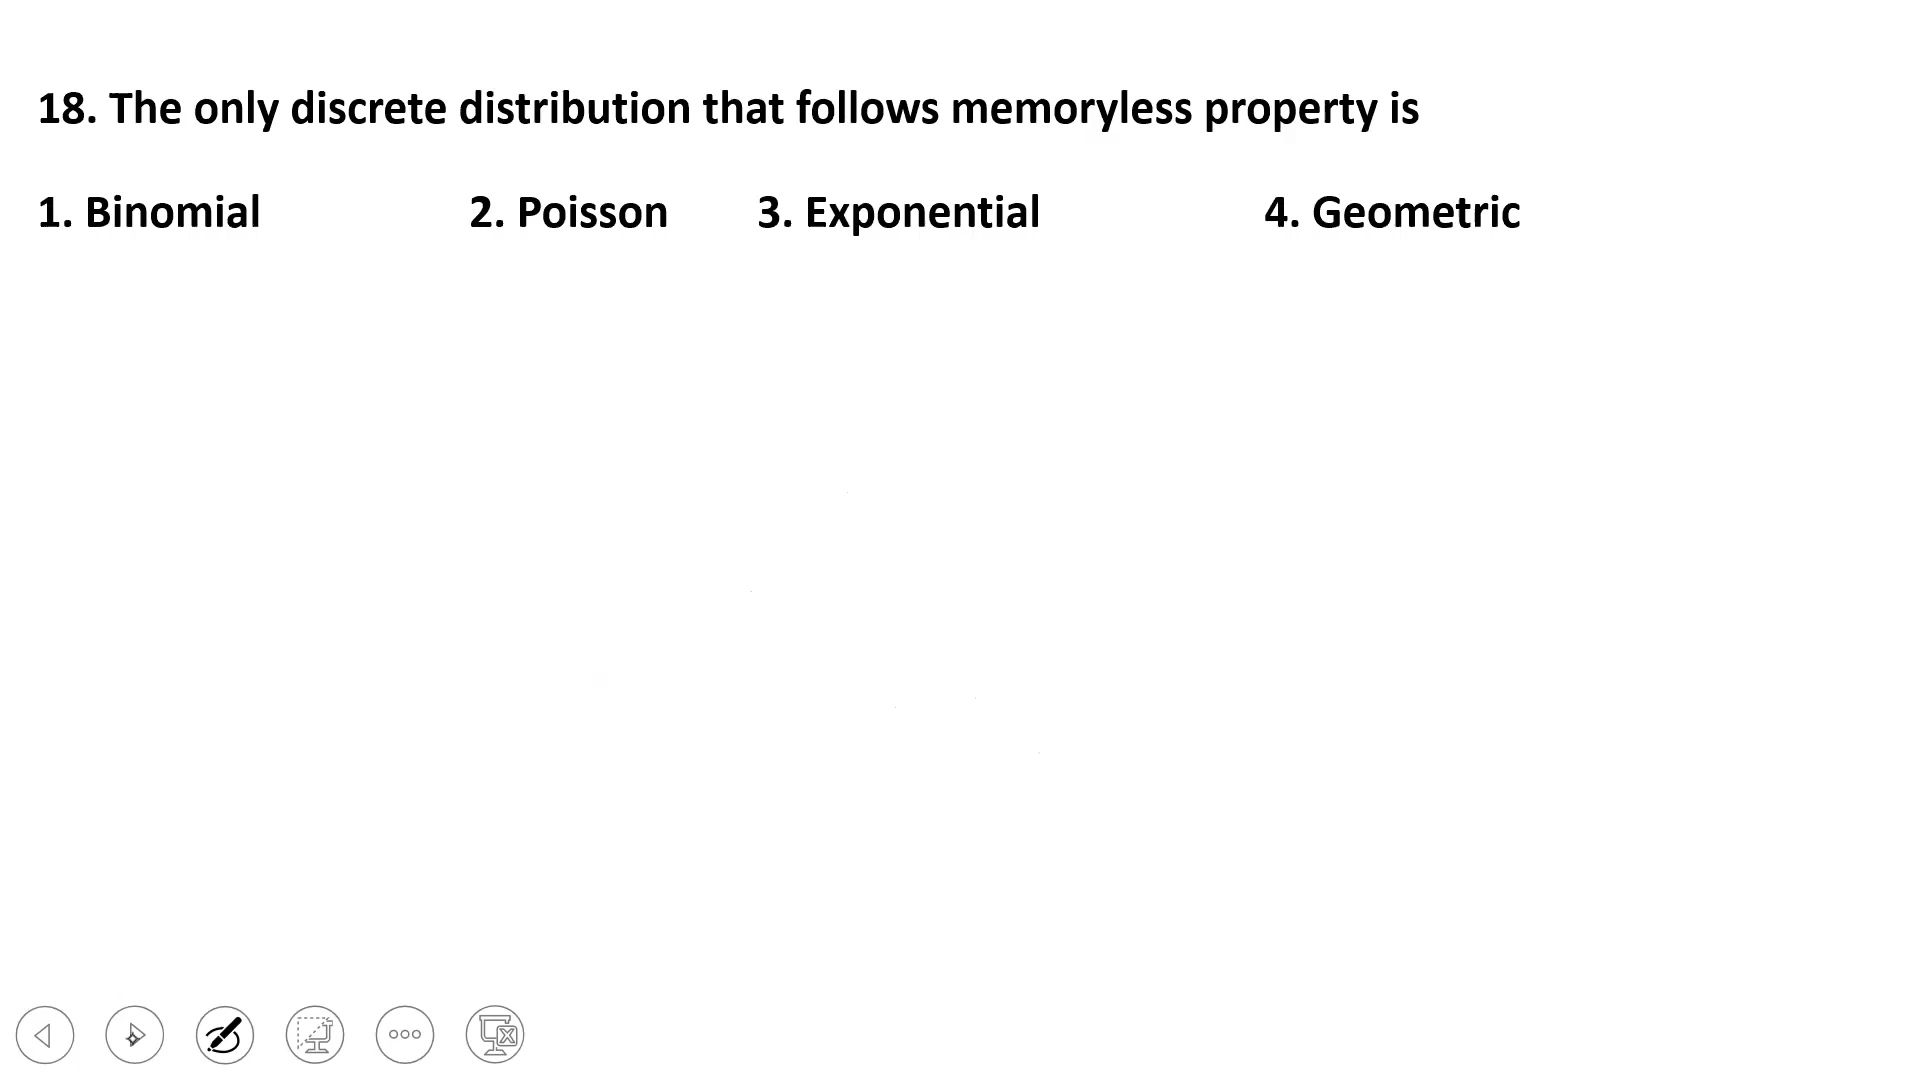 18. The only discrete distribution that follows memoryless property is
1. Binomial 2. Poisson 3. Exponential 4. Geometric